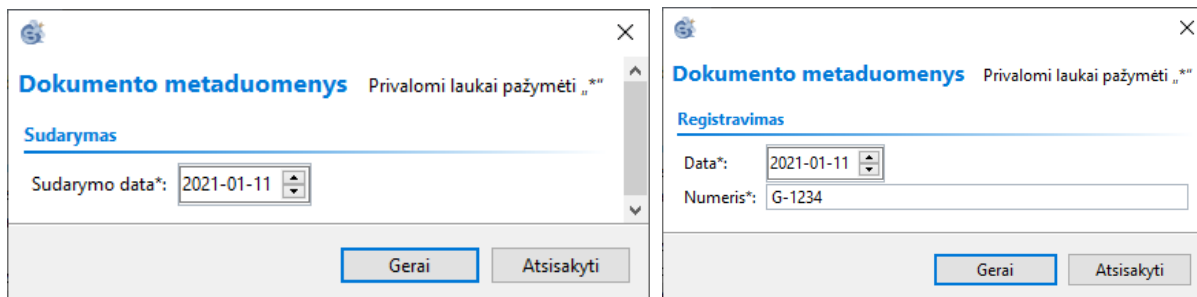 Dokumento metaduomenys Privalomi laukai pažymėti „*“
Sudarymas
Sudarymo data*: 2021-01-11
Gerai Atsisakyti
Dokumento metaduomenys Privalomi laukai pažymėti „*“
Registravimas
Data*: 2021-01-11
Numeris*: G-1234
Gerai Atsisakyti